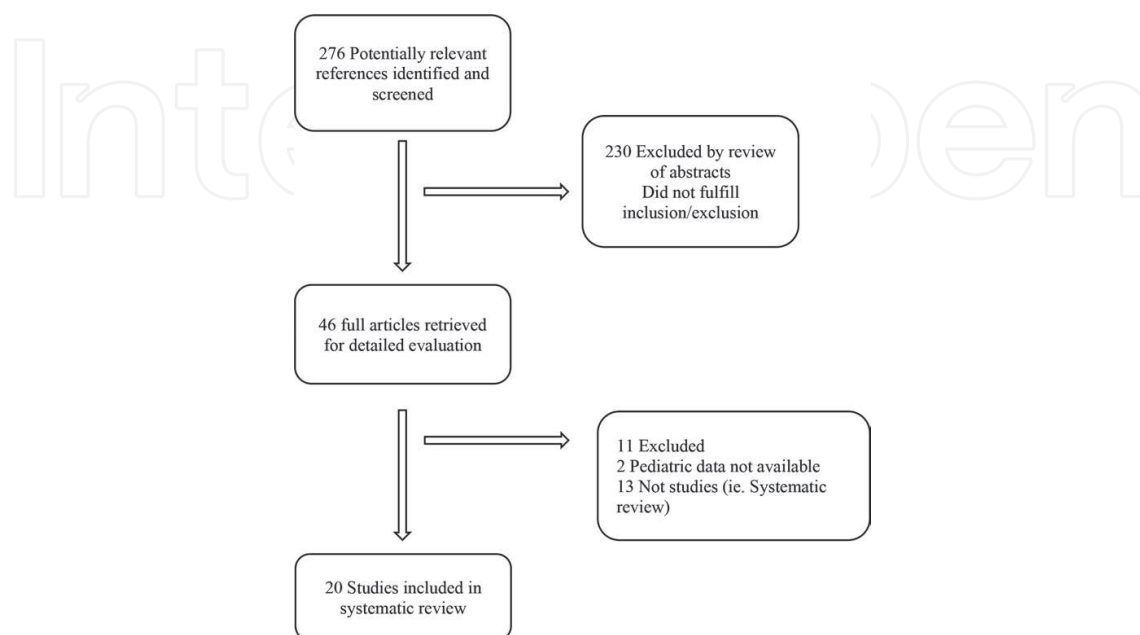 276 Potentially relevant
references identified and
screened
230 Excluded by review
of abstracts
Did not fulfill
inclusion/exclusion
46 full articles retrieved
for detailed evaluation
11 Excluded
2 Pediatric data not available
13 Not studies (ie. Systematic
review)
20 Studies included in
systematic review